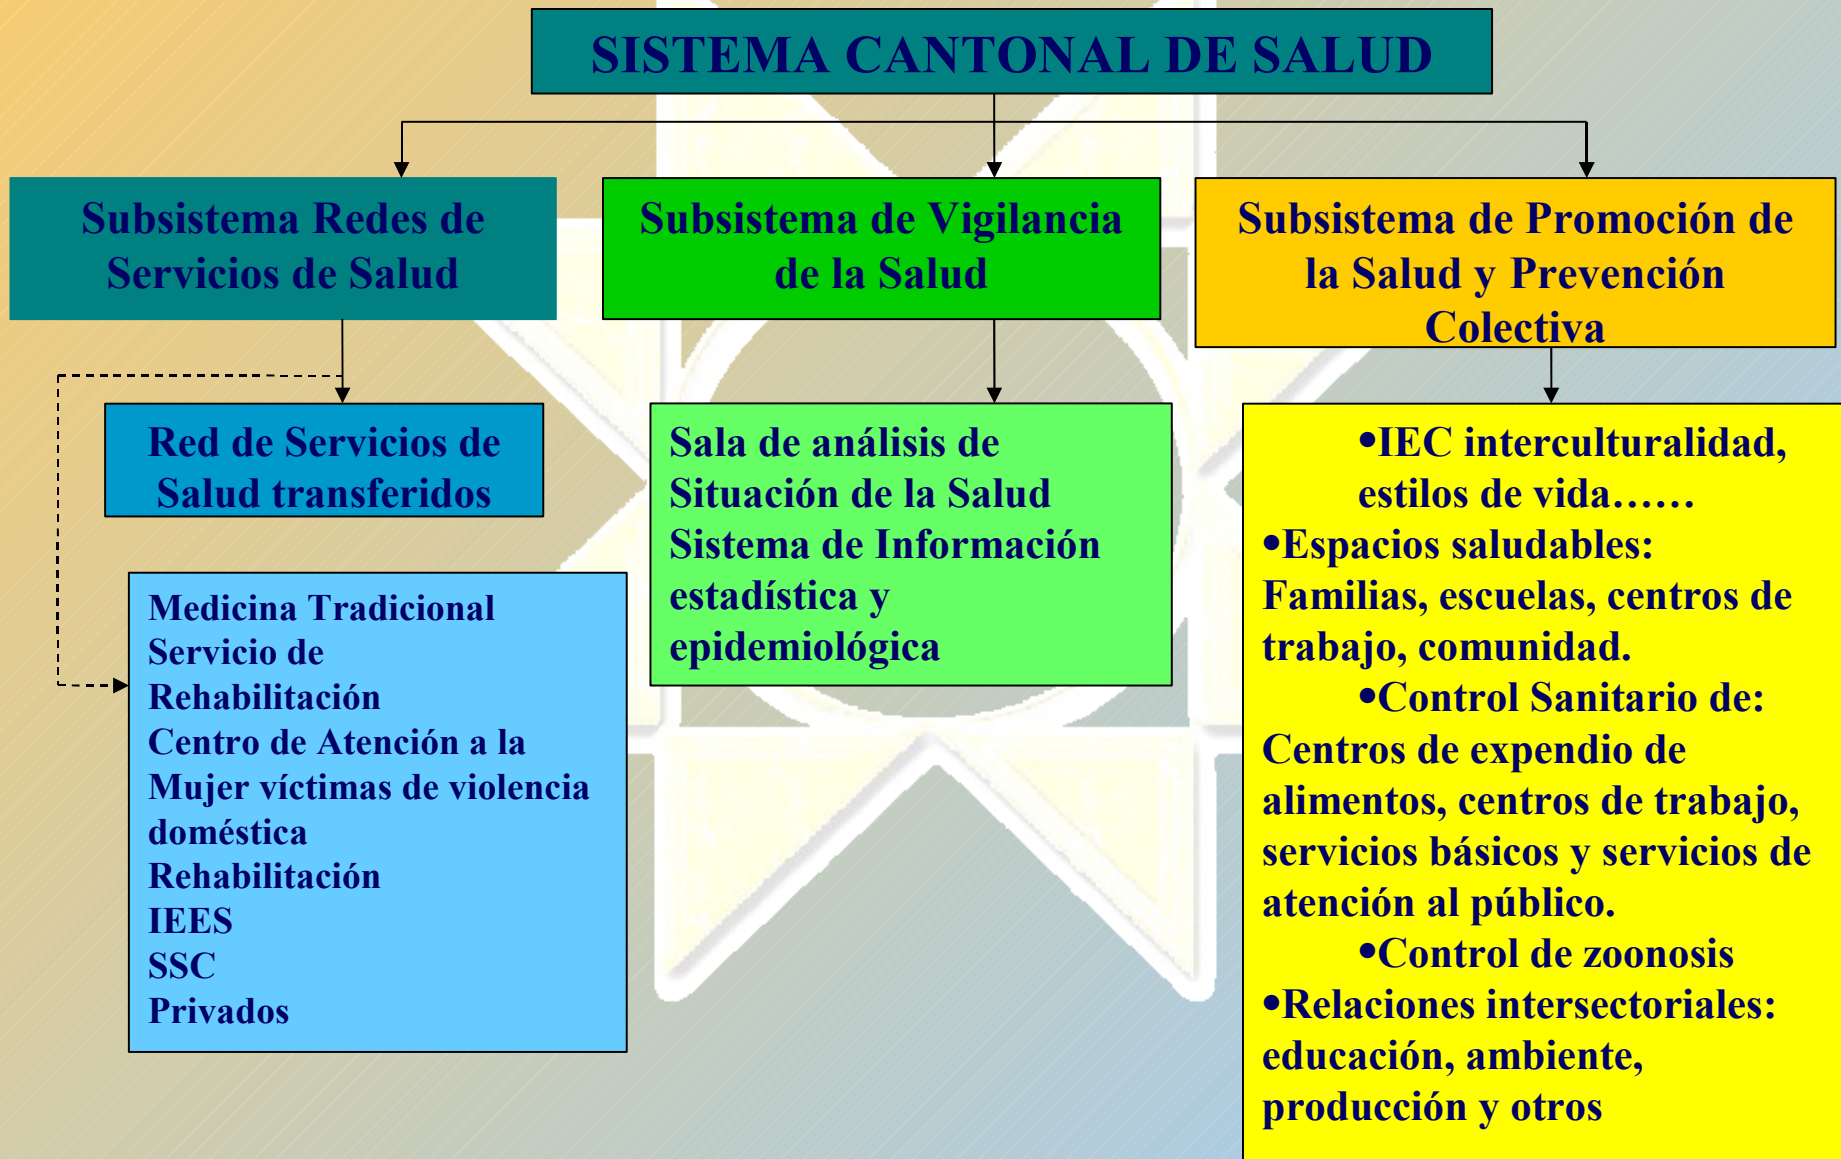 SISTEMA CANTONAL DE SALUD
Subsistema Redes de
Servicios de Salud
Subsistema de Vigilancia
de la Salud
Subsistema de Promoción de
la Salud y Prevención
Colectiva
Red de Servicios de
Salud transferidos
Medicina Tradicional
Servicio de
Rehabilitación
Centro de Atención a la
Mujer víctimas de violencia
doméstica
Rehabilitación
IEES
SSC
Privados
Sala de análisis de
Situación de la Salud
Sistema de Información
estadística y
epidemiológica
•IEC interculturalidad,
estilos de vida……
•Espacios saludables:
Familias, escuelas, centros de
trabajo, comunidad.
•Control Sanitario de:
Centros de expendio de
alimentos, centros de trabajo,
servicios básicos y servicios de
atención al público.
•Control de zoonosis
•Relaciones intersectoriales:
educación, ambiente,
producción y otros